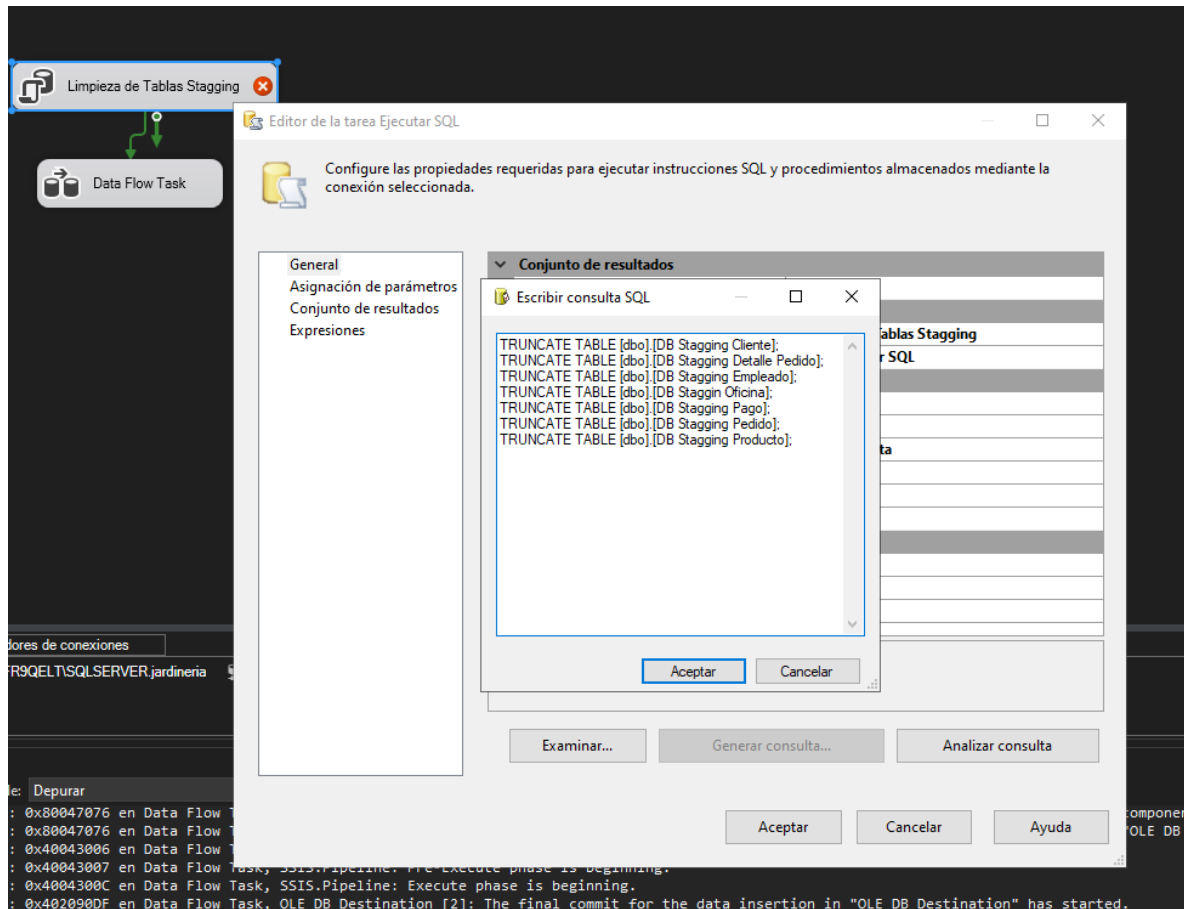 Limpieza de Tablas Stagging
Data Flow Task
Editor de la tarea Ejecutar SQL
Configure las propiedades requeridas para ejecutar instrucciones SQL y procedimientos almacenados mediante la
conexión seleccionada.
General
Asignación de parámetros
Conjunto de resultados
Expresiones
Conjunto de resultados
Tablas Stagging
r SQL
ta
Escribir consulta SQL
TRUNCATE TABLE [dbo].[DB Stagging Cliente];
TRUNCATE TABLE [dbo].[DB Stagging Detalle Pedido];
TRUNCATE TABLE [dbo].[DB Stagging Empleado];
TRUNCATE TABLE [dbo].[DB Staggin Oficina];
TRUNCATE TABLE [dbo].[DB Stagging Pago];
TRUNCATE TABLE [dbo].[DB Stagging Pedido];
TRUNCATE TABLE [dbo].[DB Stagging Producto];
Aceptar Cancelar
Examinar... Generar consulta... Analizar consulta
Aceptar Cancelar Ayuda
dores de conexiones
FR9QELT\SQLSERVER.jardineria
le: Depurar
: 0x80047076 en Data Flow T componen
: 0x80047076 en Data Flow T "OLE DB
: 0x40043006 en Data Flow T
: 0x40043007 en Data Flow Task, SSIS.Pipeline: Pre-Execute phase is beginning.
: 0x4004300C en Data Flow Task, SSIS.Pipeline: Execute phase is beginning.
: 0x402090DF en Data Flow Task, OLE DB Destination [2]: The final commit for the data insertion in "OLE DB Destination" has started.